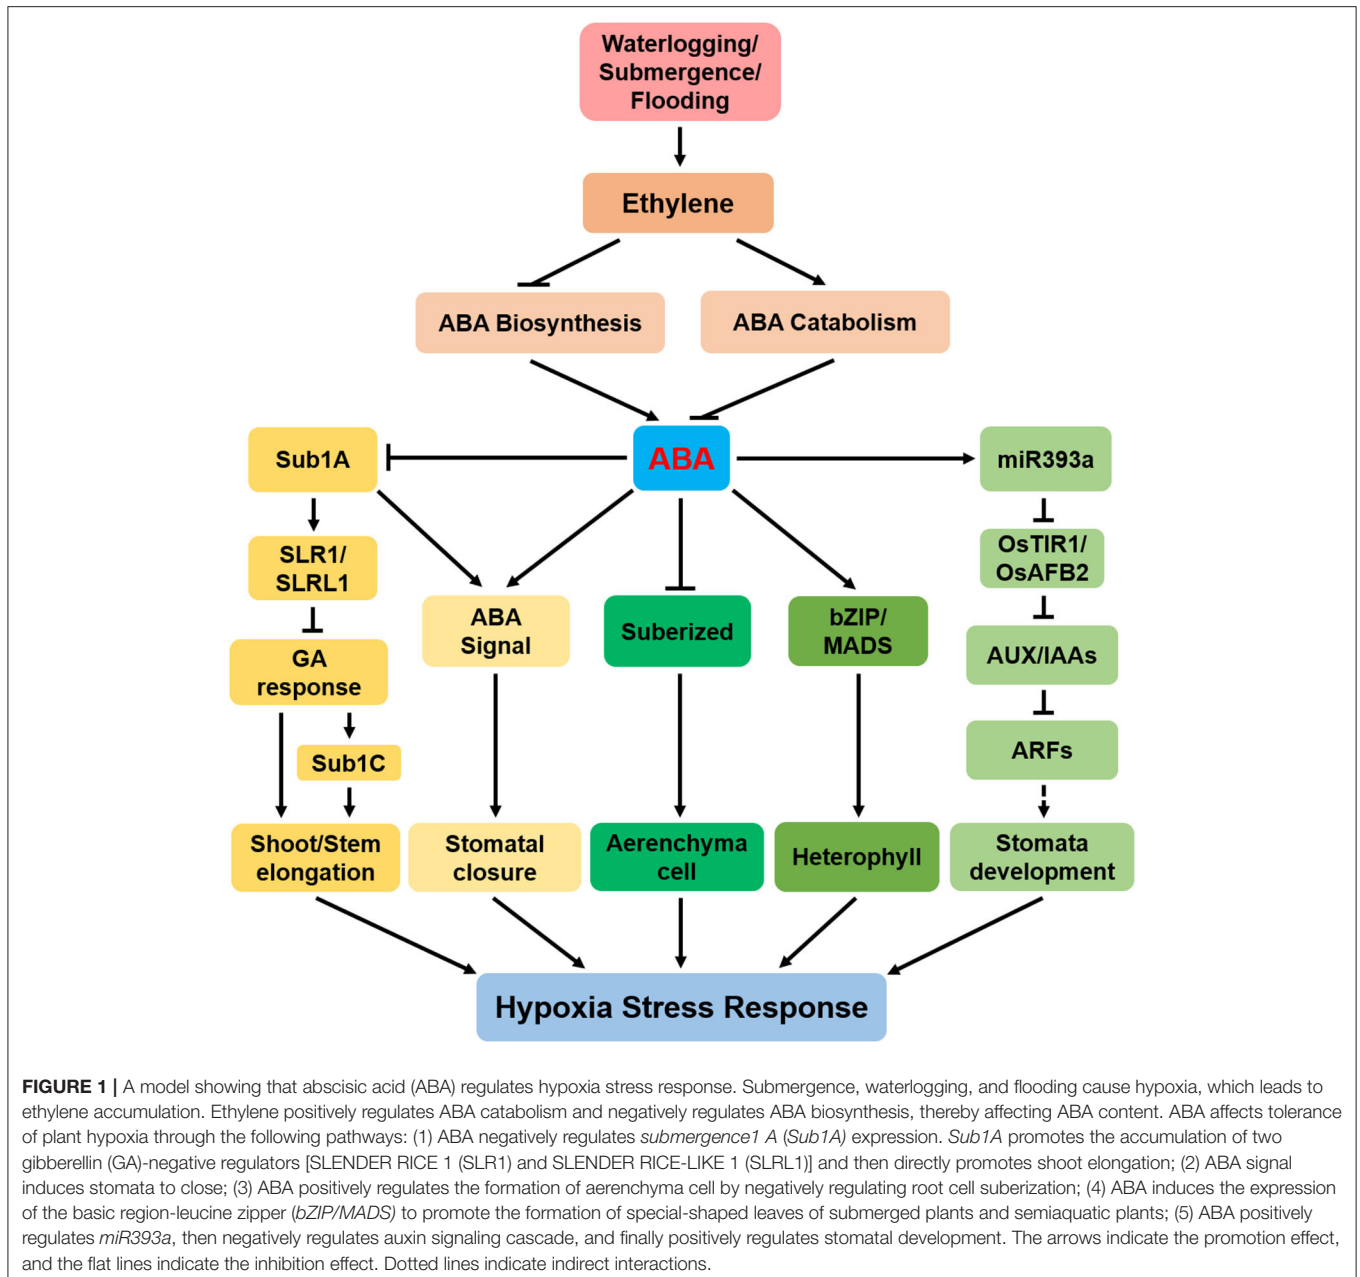 Waterlogging/
Submergence/
Flooding
Ethylene
ABA Biosynthesis
ABA Catabolism
Sub1A
ABA
miR393a
SLR1/
SLRL1
OsTIR1/
OsAFB2
ABA
Signal
Suberized
bZIP/
MADS
GA
response
AUX/IAAs
Sub1C
ARFs
Shoot/Stem
elongation
Stomatal
closure
Aerenchyma
cell
Heterophyll
Stomata
development
Hypoxia Stress Response
FIGURE 1 | A model showing that abscisic acid (ABA) regulates hypoxia stress response. Submergence, waterlogging, and flooding cause hypoxia, which leads to
ethylene accumulation. Ethylene positively regulates ABA catabolism and negatively regulates ABA biosynthesis, thereby affecting ABA content. ABA affects tolerance
of plant hypoxia through the following pathways: (1) ABA negatively regulates submergence1 A (Sub1A) expression. Sub1A promotes the accumulation of two
gibberellin (GA)-negative regulators [SLENDER RICE 1 (SLR1) and SLENDER RICE-LIKE 1 (SLRL1)] and then directly promotes shoot elongation; (2) ABA signal
induces stomata to close; (3) ABA positively regulates the formation of aerenchyma cell by negatively regulating root cell suberization; (4) ABA induces the expression
of the basic region-leucine zipper (bZIP/MADS) to promote the formation of special-shaped leaves of submerged plants and semiaquatic plants; (5) ABA positively
regulates miR393a, then negatively regulates auxin signaling cascade, and finally positively regulates stomatal development. The arrows indicate the promotion effect,
and the flat lines indicate the inhibition effect. Dotted lines indicate indirect interactions.